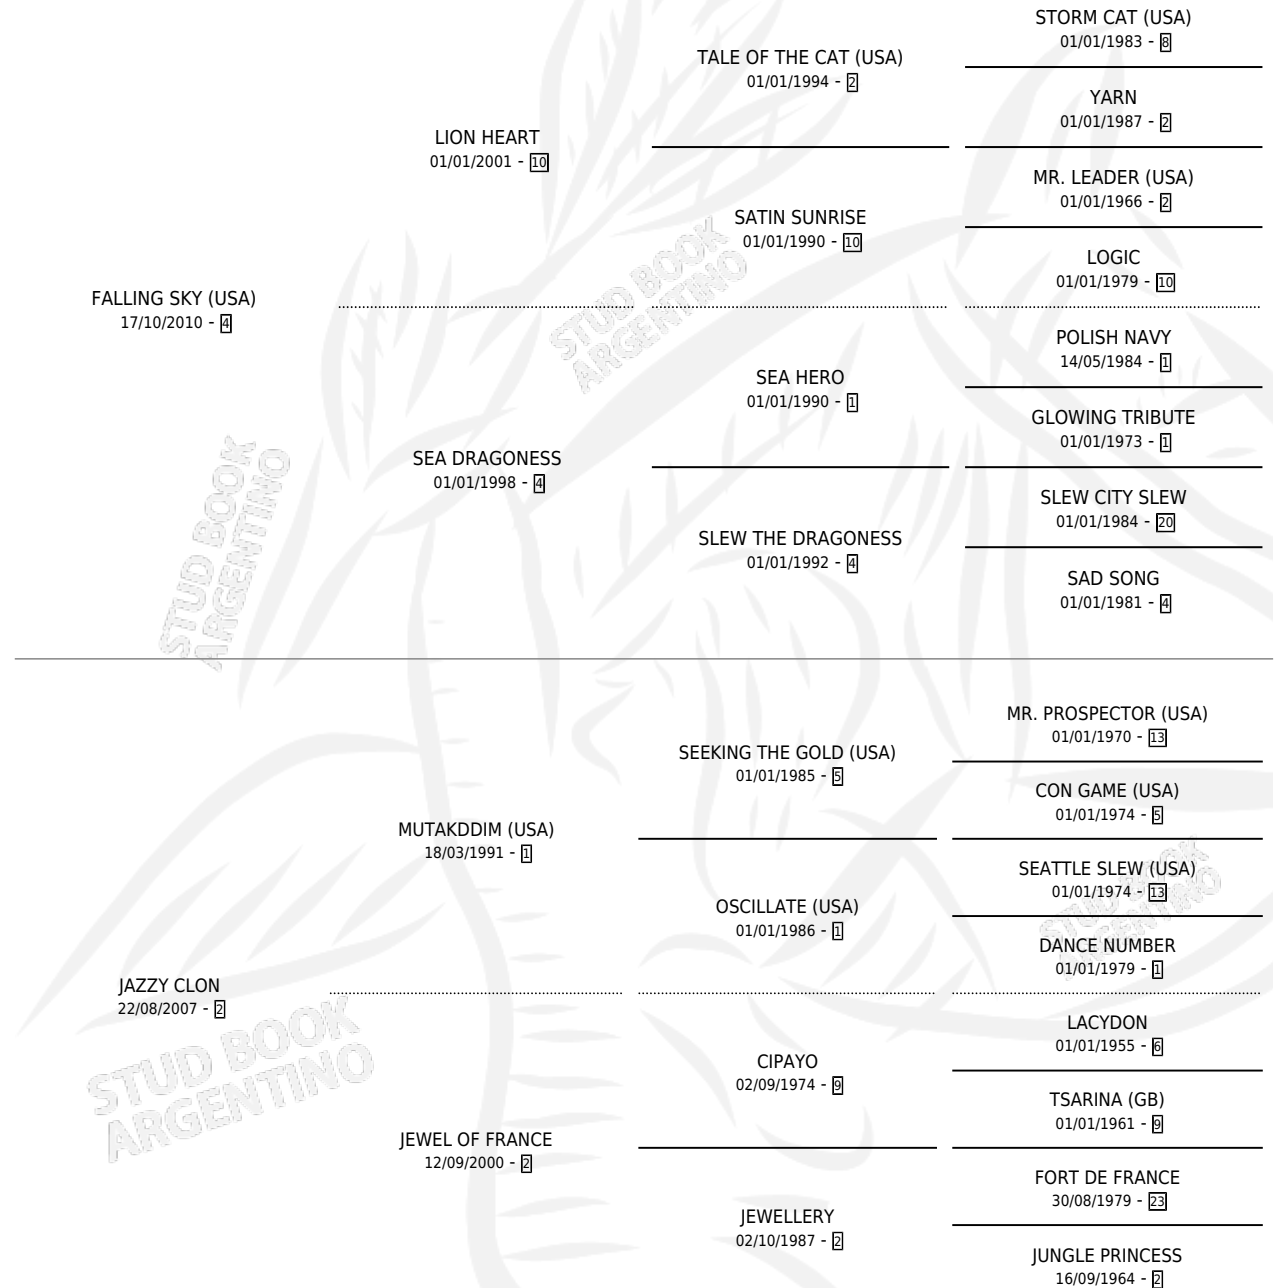 STORM CAT (USA)
01/01/1983 - 8
TALE OF THE CAT (USA)
01/01/1994 - 2
YARN
01/01/1987 - 2
LION HEART
01/01/2001 - 10
MR. LEADER (USA)
01/01/1966 - 2
SATIN SUNRISE
01/01/1990 - 10
LOGIC
01/01/1979 - 10
FALLING SKY (USA)
17/10/2010 - 4
STUD BOOK
ARGENTINO
POLISH NAVY
14/05/1984 - 1
SEA HERO
01/01/1990 - 1
GLOWING TRIBUTE
01/01/1973 - 1
SEA DRAGONESS
01/01/1998 - 4
SLEW CITY SLEW
01/01/1984 - 20
SLEW THE DRAGONESS
01/01/1992 - 4
SAD SONG
01/01/1981 - 4
STUD BOOK
ARGENTINO
MR. PROSPECTOR (USA)
01/01/1970 - 13
SEEKING THE GOLD (USA)
01/01/1985 - 5
CON GAME (USA)
01/01/1974 - 5
MUTAKDDIM (USA)
18/03/1991 - 1
SEATTLE SLEW (USA)
01/01/1974 - 13
OSCILLATE (USA)
01/01/1986 - 1
STUD BOOK
ARGENTINO
DANCE NUMBER
01/01/1979 - 1
JAZZY CLON
22/08/2007 - 2
LACYDON
01/01/1955 - 6
CIPAYO
02/09/1974 - 9
STUD BOOK
ARGENTINO
TSARINA (GB)
01/01/1961 - 9
JEWEL OF FRANCE
12/09/2000 - 2
FORT DE FRANCE
30/08/1979 - 23
JEWELLERY
02/10/1987 - 2
JUNGLE PRINCESS
16/09/1964 - 2